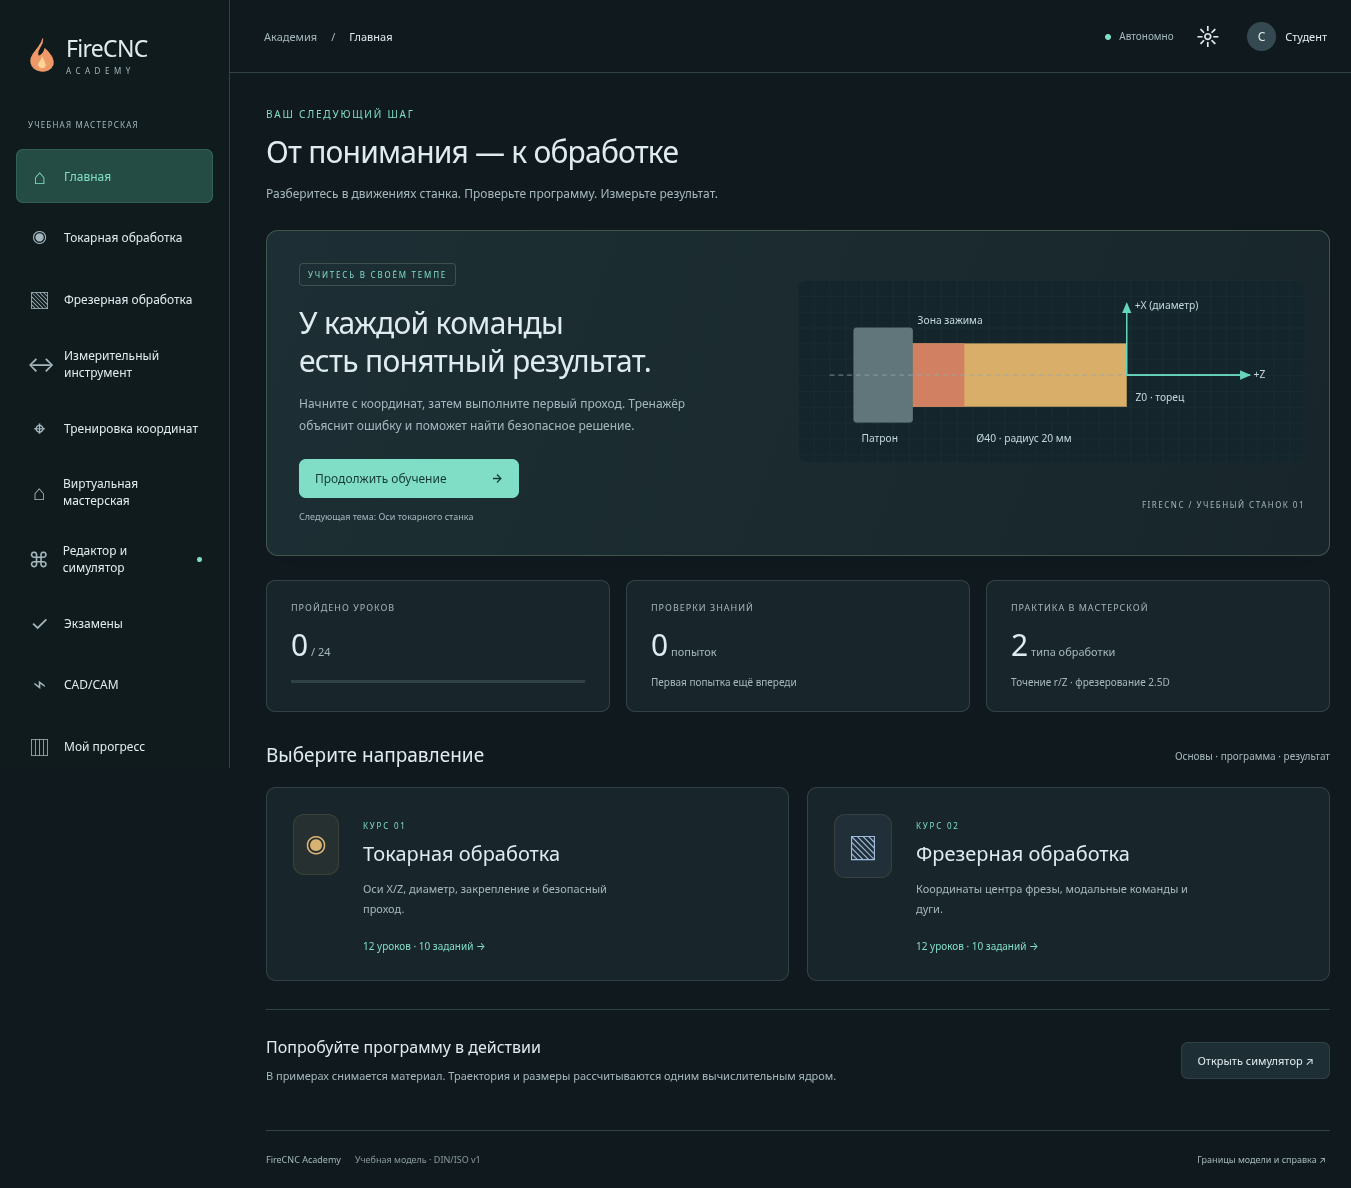 FireCNC
ACADEMY
УЧЕБНАЯ МАСТЕРСКАЯ
Главная
Токарная обработка
Фрезерная обработка
Измерительный
инструмент
Тренировка координат
Виртуальная
мастерская
Редактор и
симулятор
Экзамены
CAD/CAM
Мой прогресс
Академия / Главная
Автономно
С Студент
ВАШ СЛЕДУЮЩИЙ ШАГ
От понимания — к обработке
Разберитесь в движениях станка. Проверьте программу. Измерьте результат.
УЧИТЕСЬ В СВОЁМ ТЕМПЕ
У каждой команды
есть понятный результат.
Начните с координат, затем выполните первый проход. Тренажёр
объяснит ошибку и поможет найти безопасное решение.
Продолжить обучение →
Следующая тема: Оси токарного станка
+X (диаметр)
Зона зажима
+Z
Z0 · торец
Патрон
Ø40 · радиус 20 мм
FIRECNC / УЧЕБНЫЙ СТАНОК 01
ПРОЙДЕНО УРОКОВ
0 / 24
ПРОВЕРКИ ЗНАНИЙ
0 попыток
Первая попытка ещё впереди
ПРАКТИКА В МАСТЕРСКОЙ
2 типа обработки
Точение r/Z · фрезерование 2.5D
Выберите направление
Основы · программа · результат
КУРС 01
Токарная обработка
Оси X/Z, диаметр, закрепление и безопасный
проход.
12 уроков · 10 заданий →
КУРС 02
Фрезерная обработка
Координаты центра фрезы, модальные команды и
дуги.
12 уроков · 10 заданий →
Попробуйте программу в действии
В примерах снимается материал. Траектория и размеры рассчитываются одним вычислительным ядром.
Открыть симулятор ↗
FireCNC Academy
Учебная модель · DIN/ISO v1
Границы модели и справка ↗